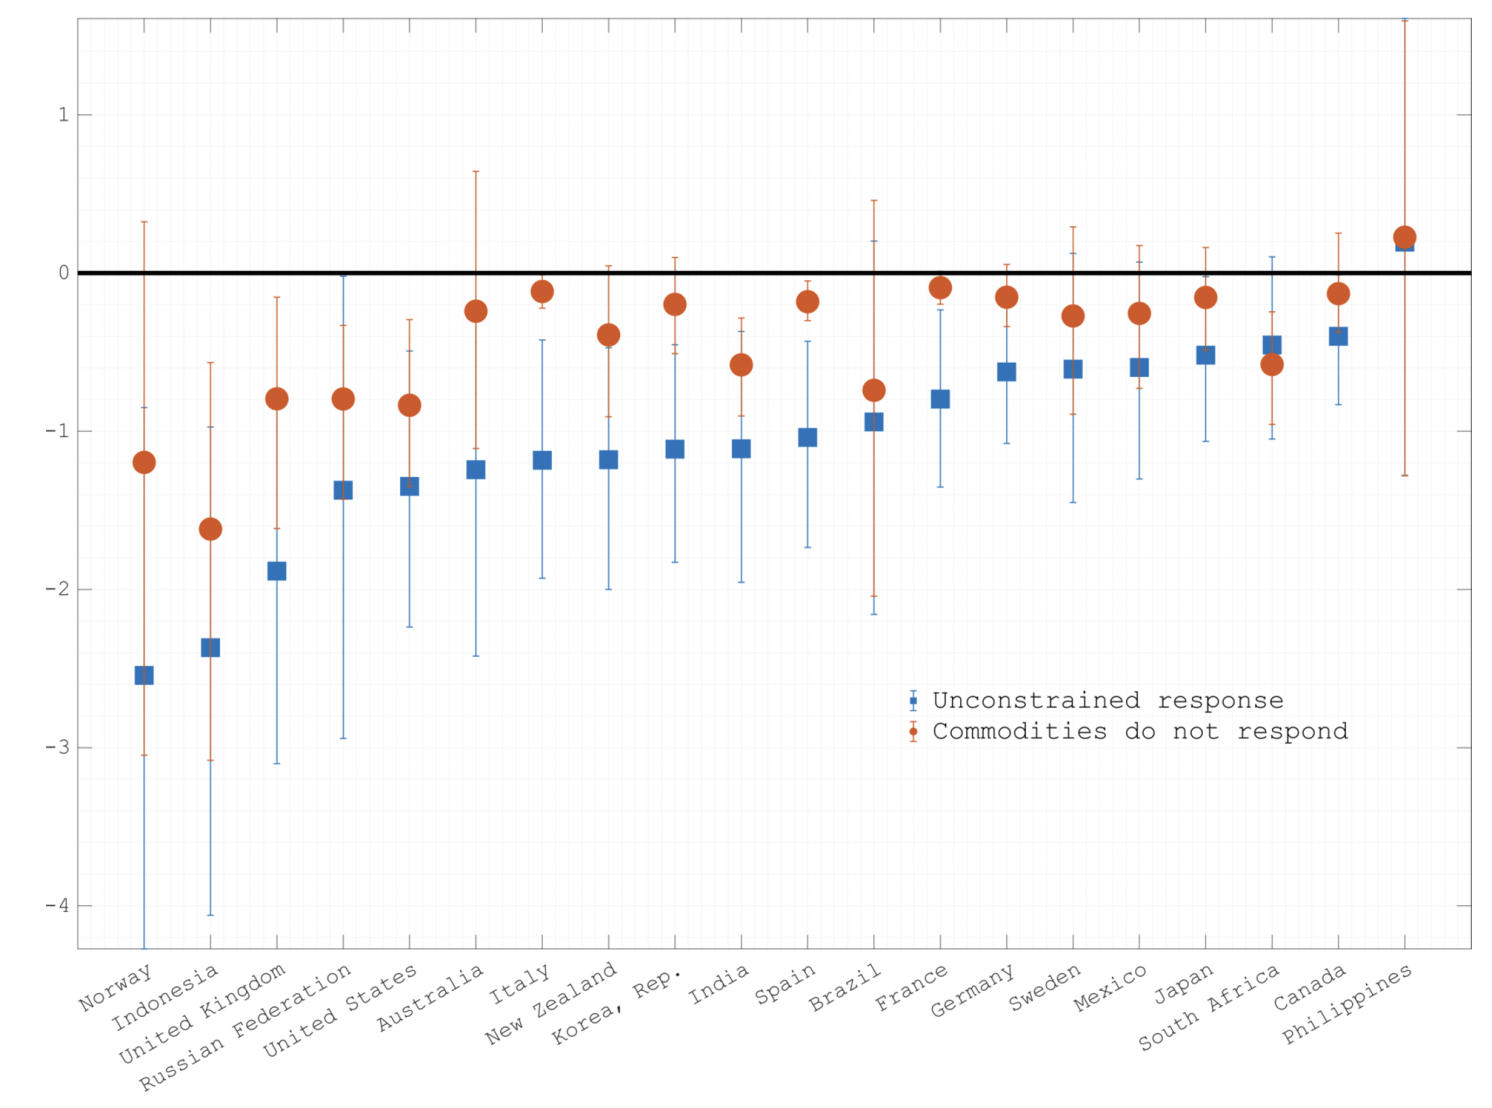 1
0
-1
-2
-3
-4
Unconstrained response
Commodities do not respond
Norway
Indonesia
United Kingdom
Russian Federation
United States
Australia
Italy
New Zealand
Korea, Rep.
India
Spain
Brazil
France
Germany
Sweden
Mexico
Japan
South Africa
Canada
Philippines